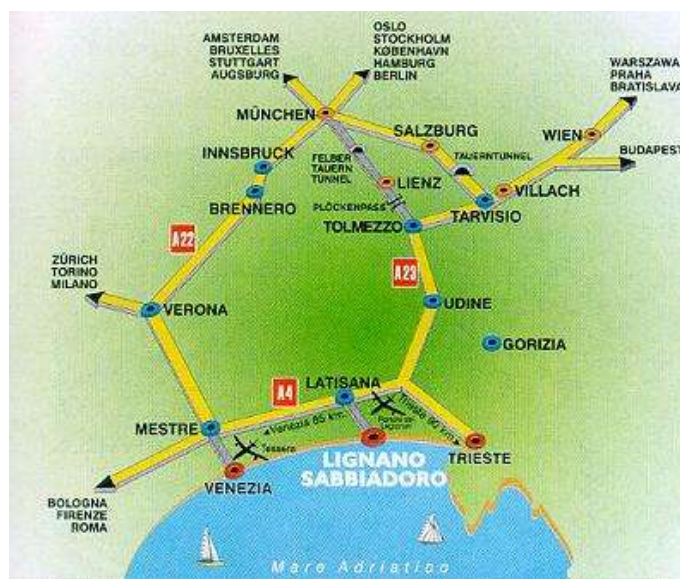 AMSTERDAM
BRUXELLES
STUTTGART
AUGSBURG
OSLO
STOCKHOLM
KØBENHAVN
HAMBURG
BERLIN
WARSZAWA
PRAHA
BRATISLAVA
MÜNCHEN
SALZBURG
WIEN
BUDAPEST
INNSBRUCK
FELBER
TAUERN
TUNNEL
TAUERNTUNNEL
LIENZ
VILLACH
BRENNERO
PLÖCKENPASS
TARVISIO
TOLMEZZO
A22
ZÜRICH
TORINO
MILANO
A23
VERONA
UDINE
GORIZIA
LATISANA
A4
MESTRE
Venezia 85 km.
Trieste 90 km.
Tessera
LIGNANO
SABBIADORO
TRIESTE
VENEZIA
BOLOGNA
FIRENZE
ROMA
Mare Adriatico